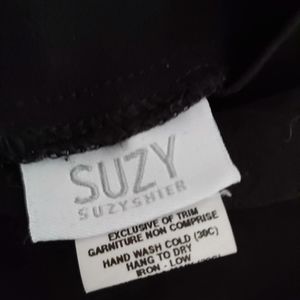 SUZY
SUZYSHIER
EXCLUSIVE OF TRIM
GARNITURE NON COMPRISE
HAND WASH COLD (30C)
HANG TO DRY
IRON - LOW